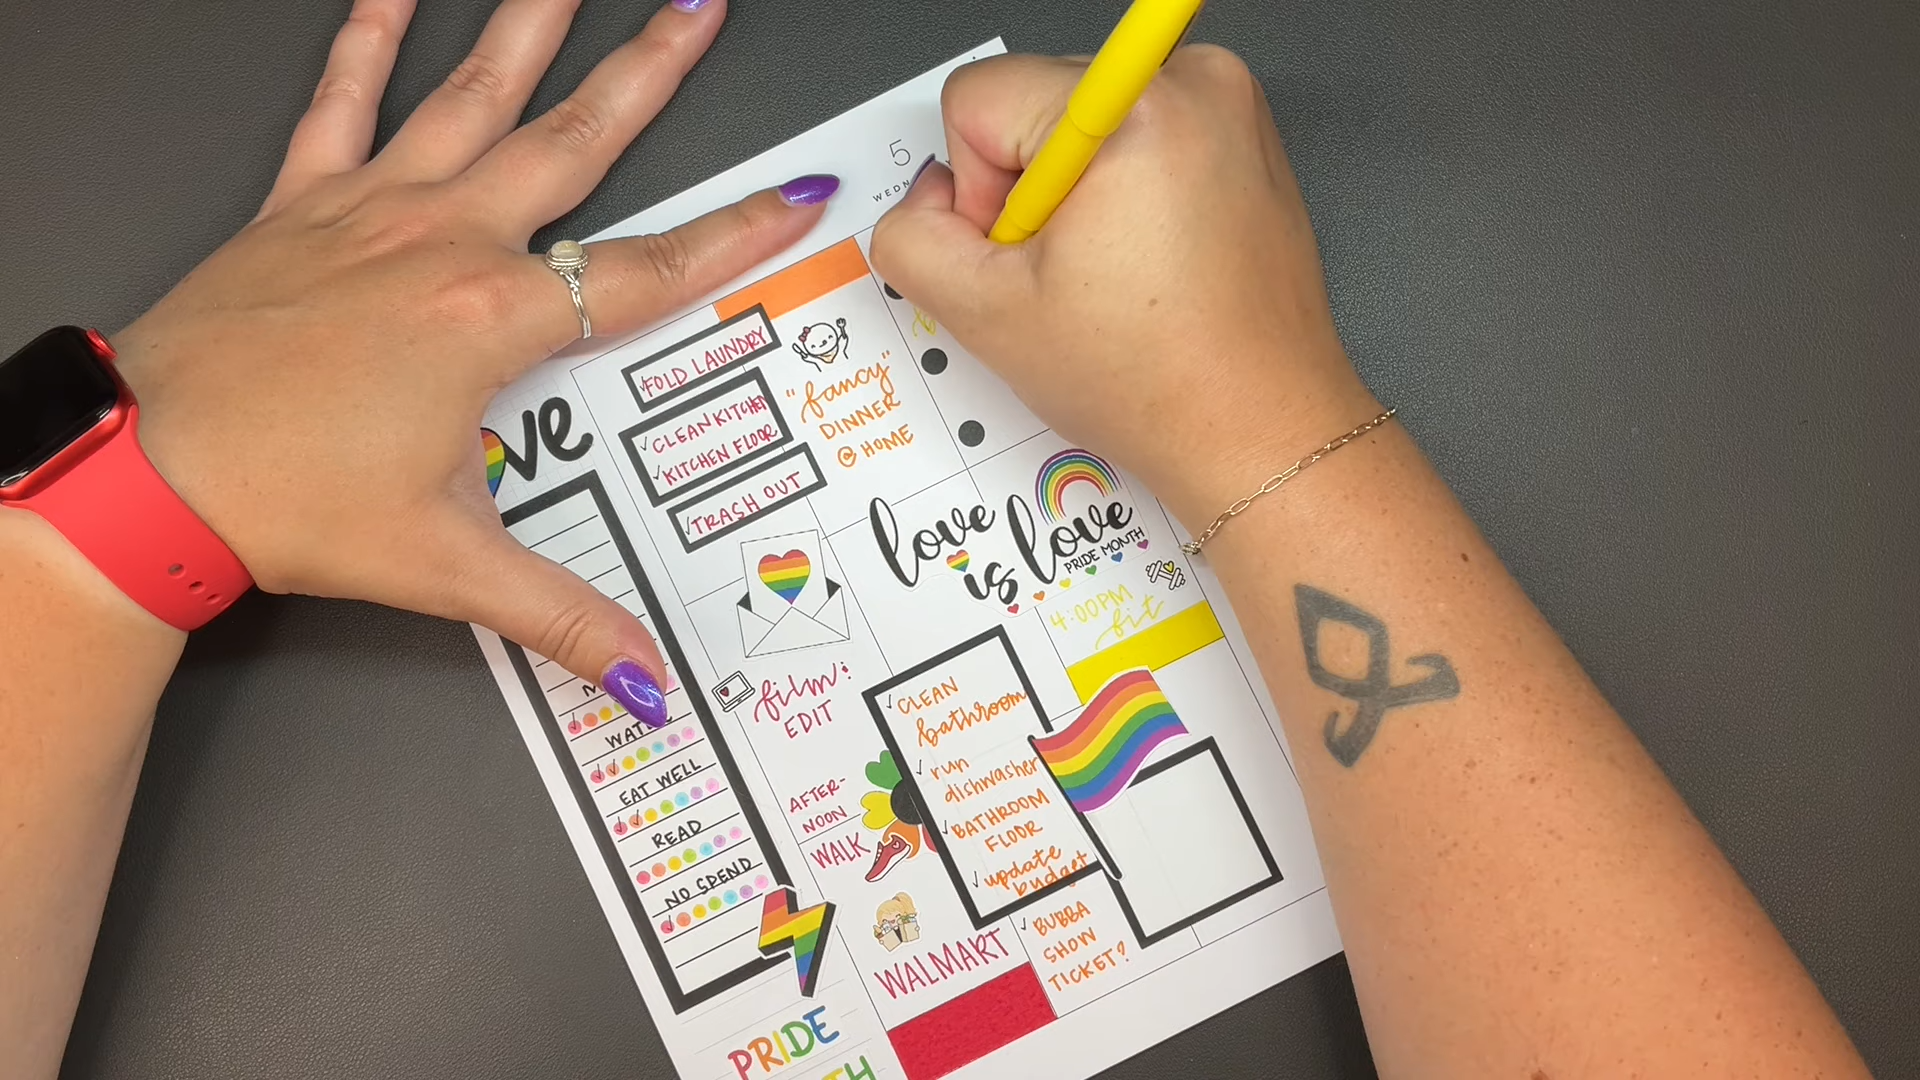 5
WEDN
ove
✓FOLD LAUNDRY
✓CLEAN KITCHEN
✓KITCHEN FLOOR
✓TRASH OUT
"fancy"
DINNER
@ HOME
love
is love
PRIDE MONTH
4:00PM
fit
film:
EDIT
AFTER-
NOON
WALK
WALMART
✓CLEAN
bathroom
✓run
dishwasher
✓BATHROOM
FLOOR
✓update
budget
✓BUBBA
SHOW
TICKET?
EAT WELL
READ
NO SPEND
PRIDE